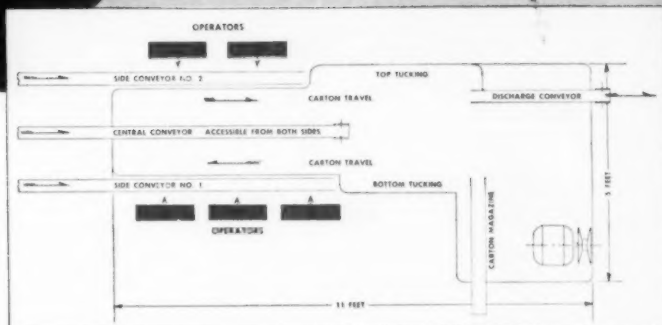 OPERATORS
SIDE CONVEYOR NO. 2
TOP TUCKING
CARTON TRAVEL
DISCHARGE CONVEYOR
CENTRAL CONVEYOR ACCESSIBLE FROM BOTH SIDES
CARTON TRAVEL
SIDE CONVEYOR NO. 1
BOTTOM TUCKING
OPERATORS
CARTON MAGAZINE
5 FEET
11 FEET